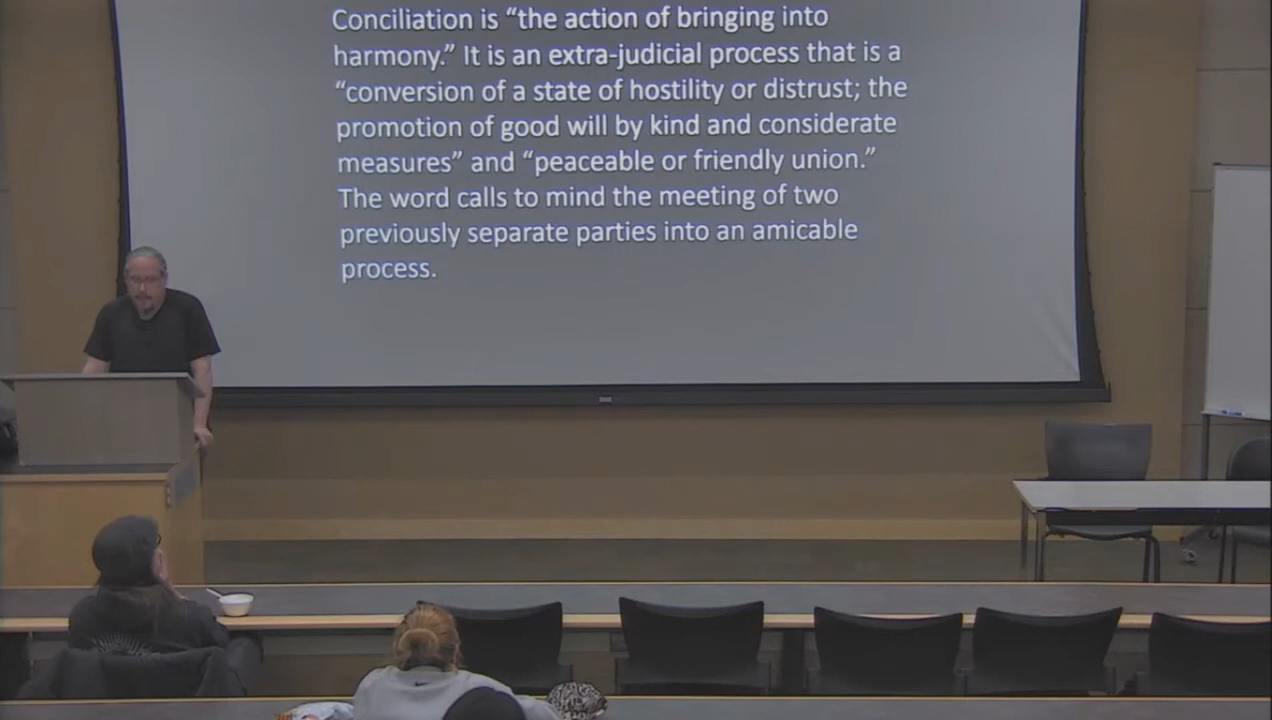 Conciliation is “the action of bringing into
harmony.” It is an extra-judicial process that is a
“conversion of a state of hostility or distrust; the
promotion of good will by kind and considerate
measures” and “peaceable or friendly union.”
The word calls to mind the meeting of two
previously separate parties into an amicable
process.